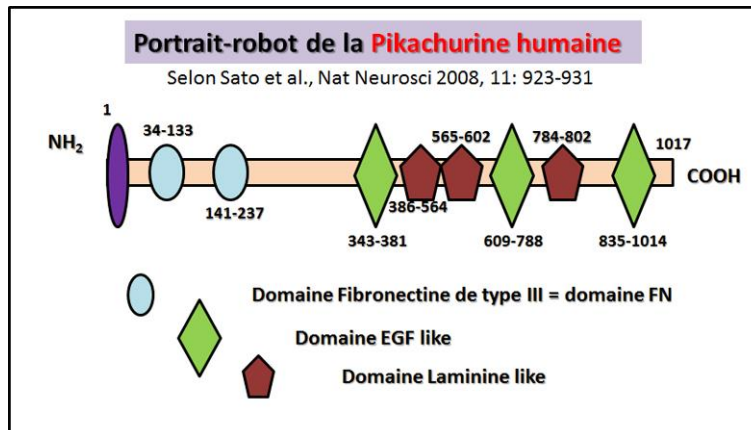 Portrait-robot de la Pikachurine humaine
Selon Sato et al., Nat Neurosci 2008, 11: 923-931
1
34-133
565-602
784-802
1017
NH2
COOH
141-237
386-564
343-381
609-788
835-1014
Domaine Fibronectine de type III = domaine FN
Domaine EGF like
Domaine Laminine like